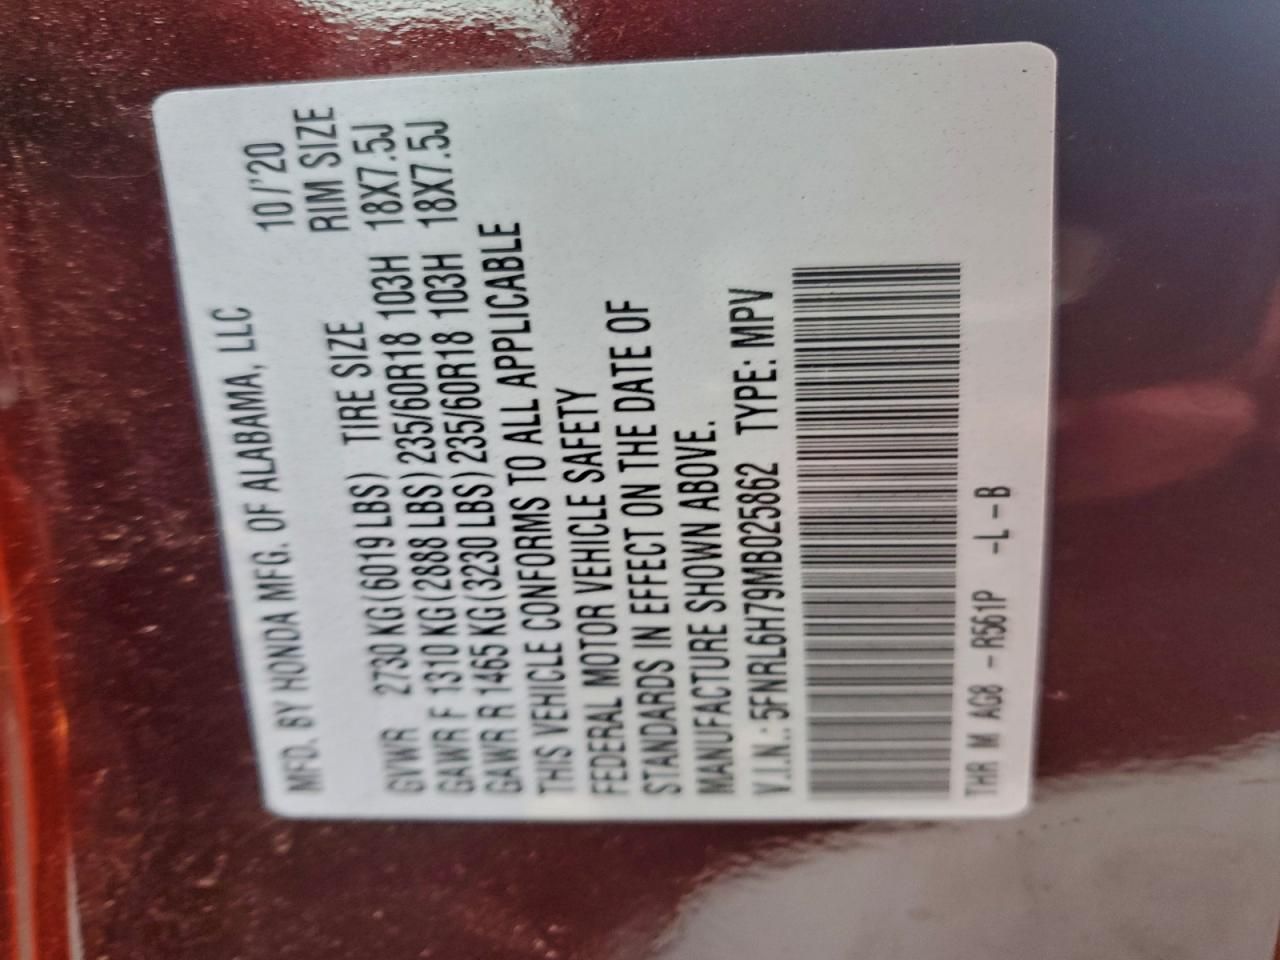 MFD. BY HONDA MFG. OF ALABAMA, LLC 10/'20
TIRE SIZE RIM SIZE
GVWR 2730 KG (6019 LBS)
GAWR F 1310 KG (2888 LBS) 235/60R18 103H 18X7.5J
GAWR R 1465 KG (3230 LBS) 235/60R18 103H 18X7.5J
THIS VEHICLE CONFORMS TO ALL APPLICABLE
FEDERAL MOTOR VEHICLE SAFETY
STANDARDS IN EFFECT ON THE DATE OF
MANUFACTURE SHOWN ABOVE.
V.I.N.: 5FNRL6H79MB025862 TYPE: MPV
THR M AG8 - R561P -L-B